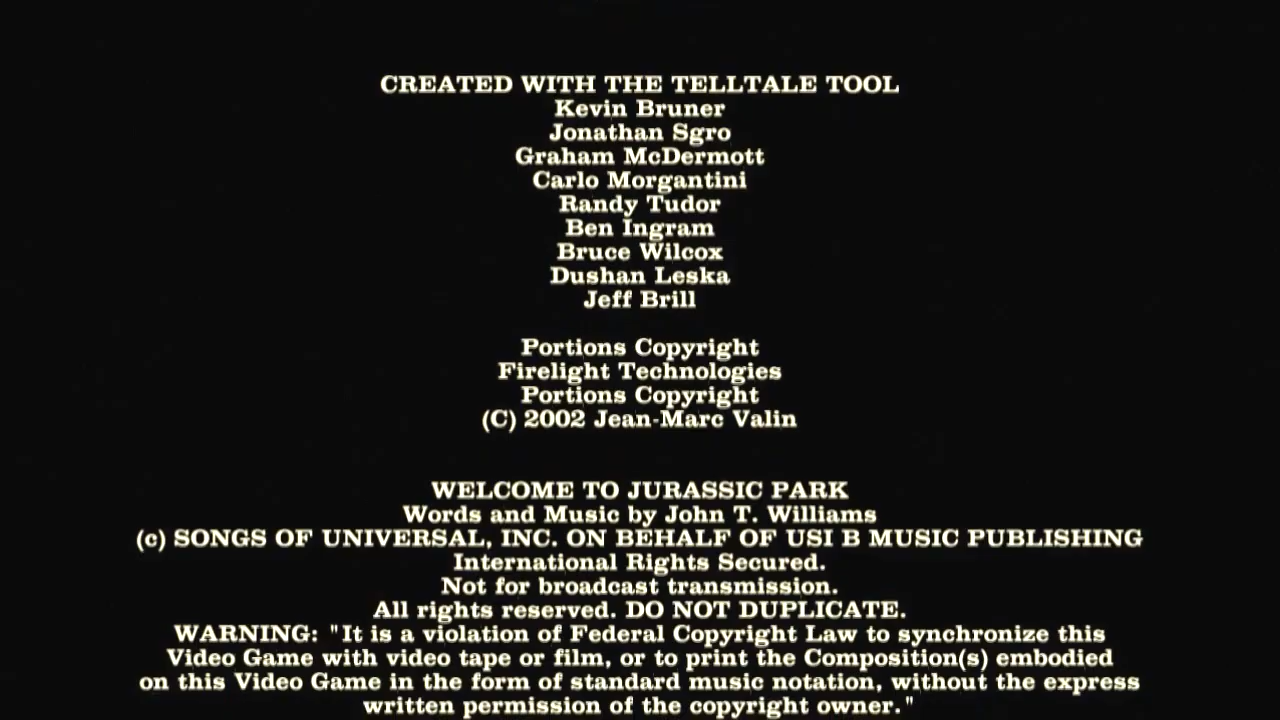 CREATED WITH THE TELLTALE TOOL
Kevin Bruner
Jonathan Sgro
Graham McDermott
Carlo Morgantini
Randy Tudor
Ben Ingram
Bruce Wilcox
Dushan Leska
Jeff Brill
Portions Copyright
Firelight Technologies
Portions Copyright
(C) 2002 Jean-Marc Valin
WELCOME TO JURASSIC PARK
Words and Music by John T. Williams
(c) SONGS OF UNIVERSAL, INC. ON BEHALF OF USI B MUSIC PUBLISHING
International Rights Secured.
Not for broadcast transmission.
All rights reserved. DO NOT DUPLICATE.
WARNING: "It is a violation of Federal Copyright Law to synchronize this
Video Game with video tape or film, or to print the Composition(s) embodied
on this Video Game in the form of standard music notation, without the express
written permission of the copyright owner."